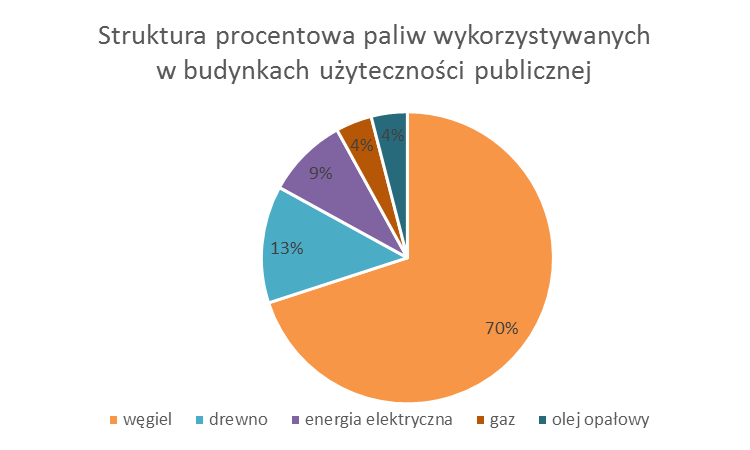 Struktura procentowa paliw wykorzystywanych
w budynkach użyteczności publicznej
4%
4%
9%
13%
70%
węgiel drewno energia elektryczna gaz olej opałowy